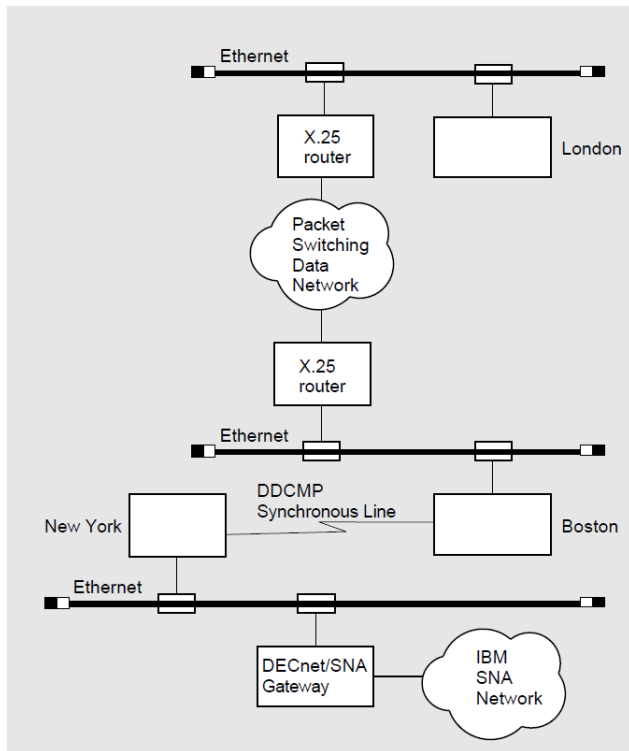 Ethernet
X.25
router
London
Packet
Switching
Data
Network
X.25
router
Ethernet
DDCMP
Synchronous Line
New York
Boston
Ethernet
DECnet/SNA
Gateway
IBM
SNA
Network